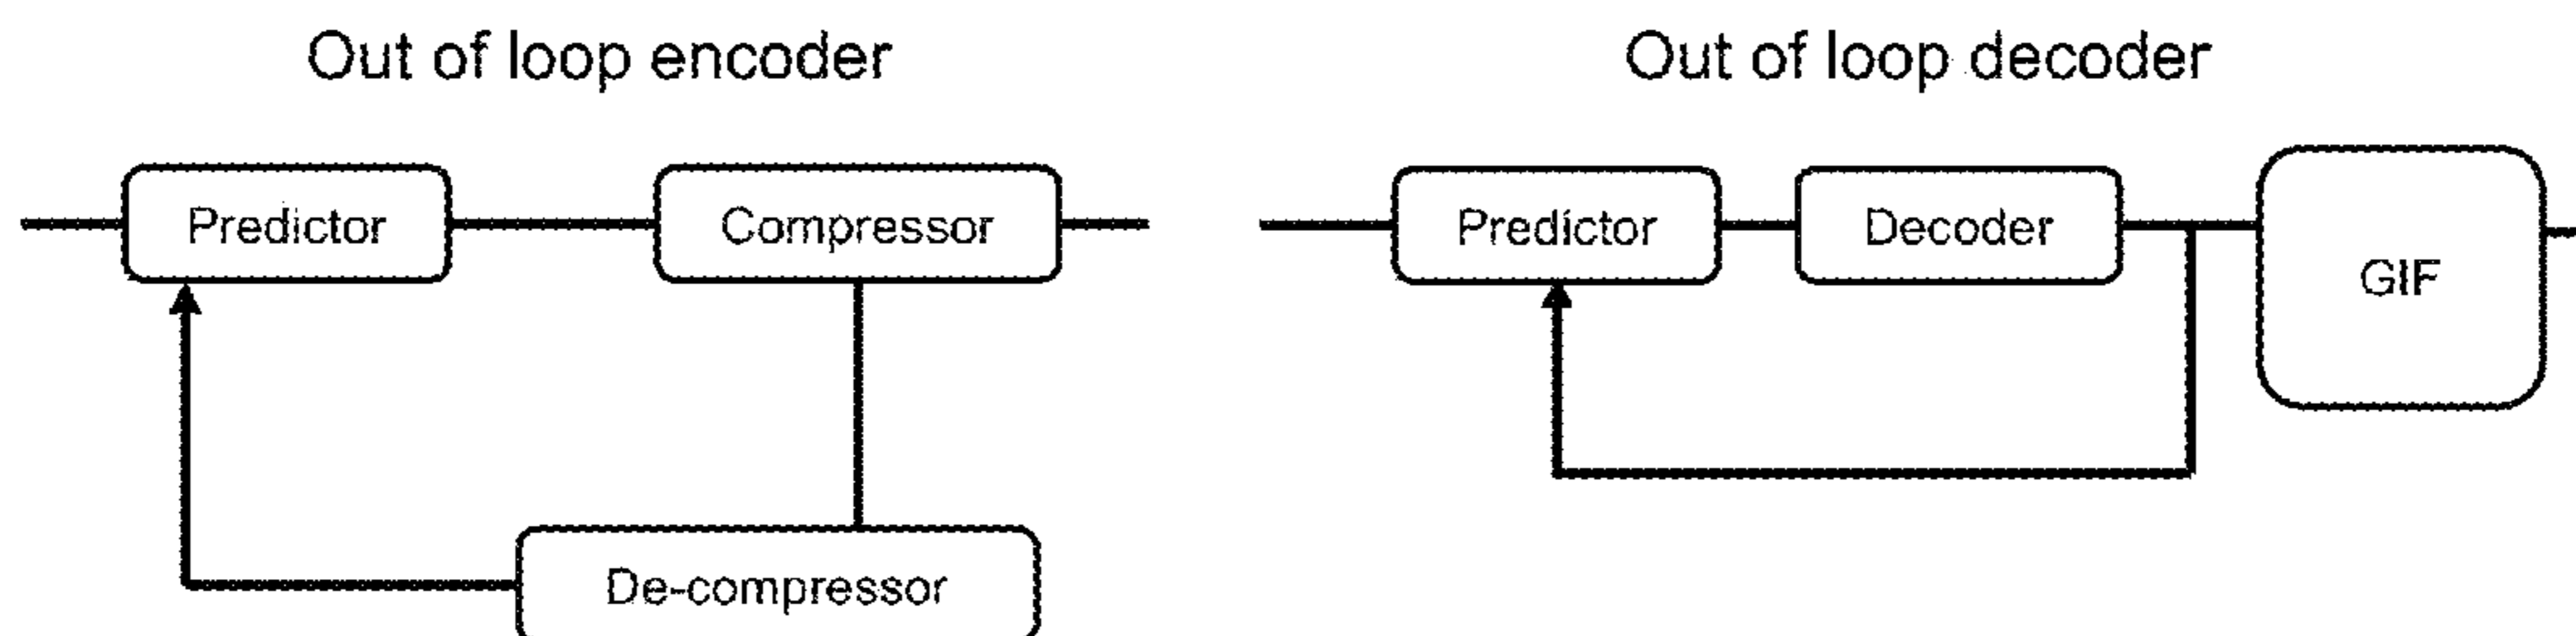 Out of loop encoder
Predictor
Compressor
De-compressor
Out of loop decoder
Predictor
Decoder
GIF